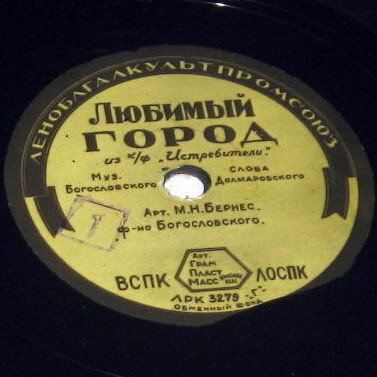 ЛЕНОБЛГАЛКУЛЬТПРОМСОЮЗ
ЛЮБИМЫЙ
ГОРОД
из к/ф „Истребители"
Муз. Слова
Богословского Долматовского
Арт. М.Н. Бернес.
ф-но Богословского.
Арт.
Грам
Пласт
Масс
ВСПК ЛОСПК
ЛРК 3279 „Г"
Обменный фонд